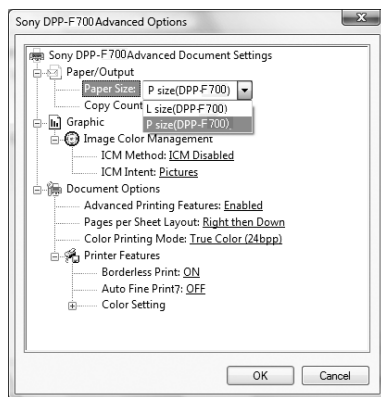 Sony DPP-F700 Advanced Options
Sony DPP-F700 Advanced Document Settings
Paper/Output
Paper Size: P size(DPP-F700)
Copy Count L size(DPP-F700)
P size(DPP-F700)
Graphic
Image Color Management
ICM Method: ICM Disabled
ICM Intent: Pictures
Document Options
Advanced Printing Features: Enabled
Pages per Sheet Layout: Right then Down
Color Printing Mode: True Color (24bpp)
Printer Features
Borderless Print: ON
Auto Fine Print7: OFF
Color Setting
OK Cancel